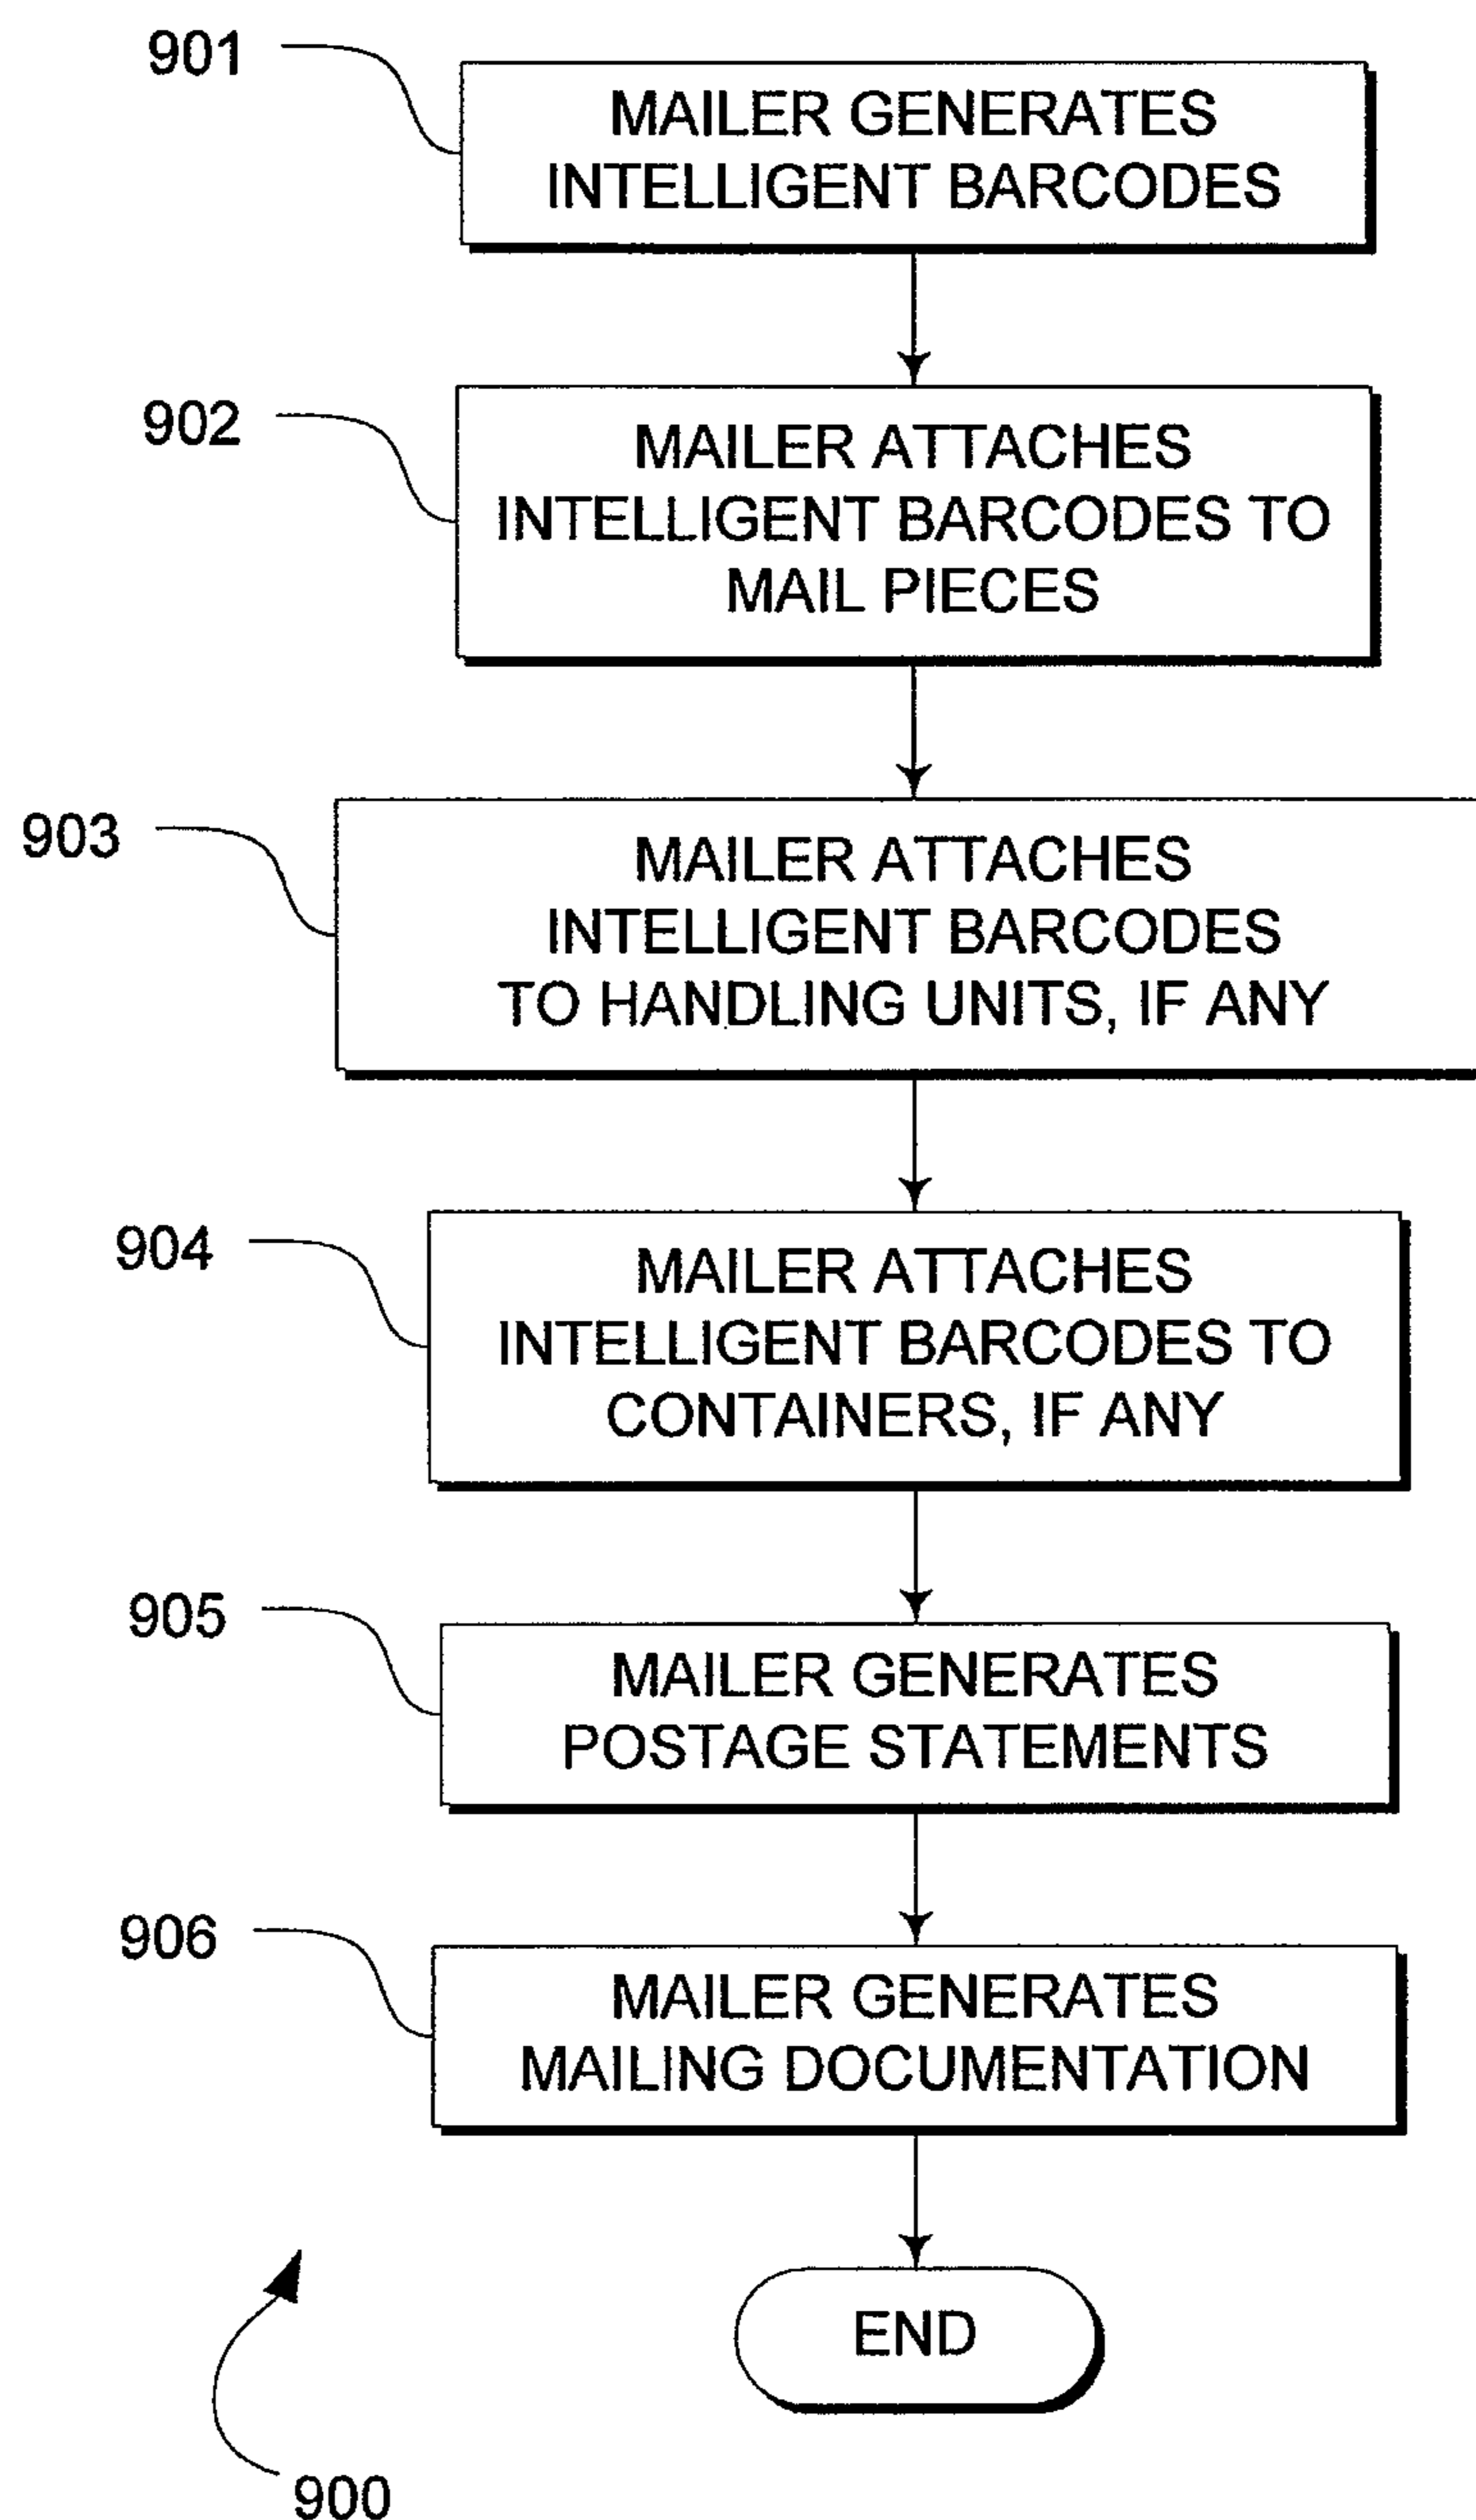 901
MAILER GENERATES
INTELLIGENT BARCODES
902
MAILER ATTACHES
INTELLIGENT BARCODES TO
MAIL PIECES
903
MAILER ATTACHES
INTELLIGENT BARCODES
TO HANDLING UNITS, IF ANY
904
MAILER ATTACHES
INTELLIGENT BARCODES TO
CONTAINERS, IF ANY
905
MAILER GENERATES
POSTAGE STATEMENTS
906
MAILER GENERATES
MAILING DOCUMENTATION
END
900